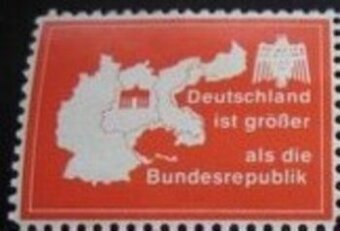 Deutschland
ist größer
als die
Bundesrepublik